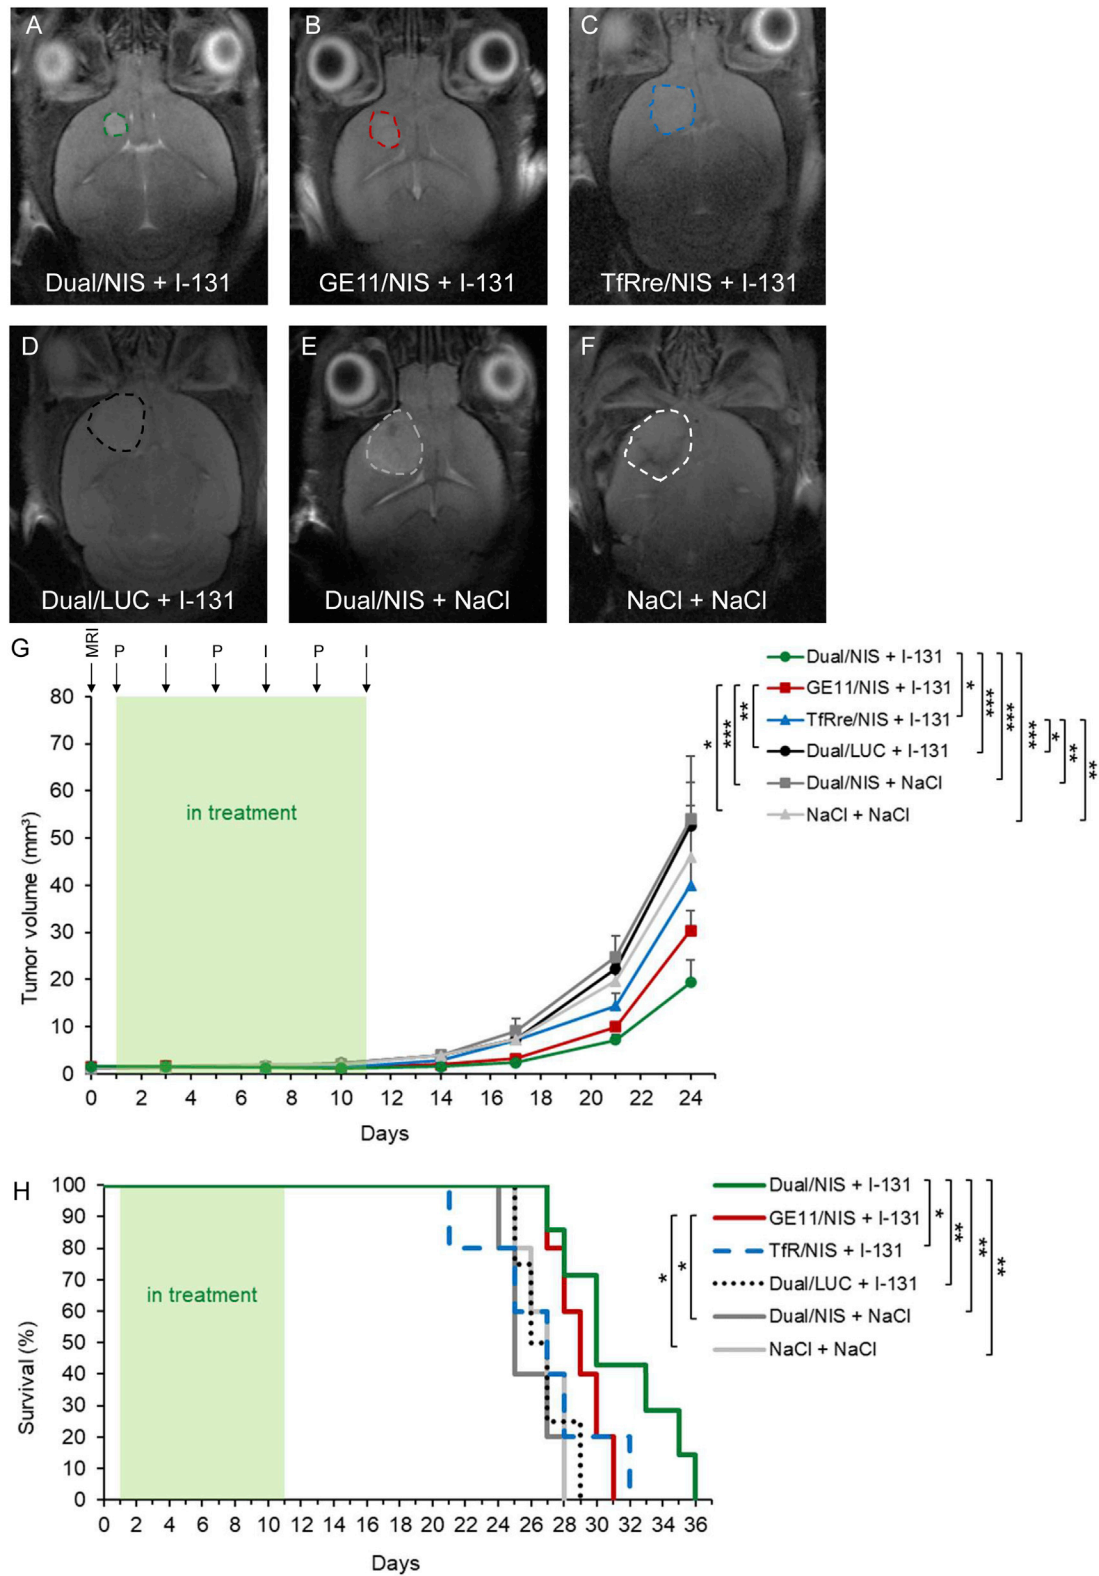 A
B
C
Dual/NIS + I-131
GE11/NIS + I-131
TfRre/NIS + I-131
D
E
F
Dual/LUC + I-131
Dual/NIS + NaCl
NaCl + NaCl
G
MRI
P I P I P I
80
70
60
50
40
30
20
10
0
Tumor volume (mm³)
in treatment
0 2 4 6 8 10 12 14 16 18 20 22 24
Days
Dual/NIS + I-131
GE11/NIS + I-131
TfRre/NIS + I-131
Dual/LUC + I-131
Dual/NIS + NaCl
NaCl + NaCl
* *** ** * *** *** *** * ** **
H
100
90
80
70
60
50
40
30
20
10
0
Survival (%)
in treatment
0 2 4 6 8 10 12 14 16 18 20 22 24 26 28 30 32 34 36
Days
Dual/NIS + I-131
GE11/NIS + I-131
TfR/NIS + I-131
Dual/LUC + I-131
Dual/NIS + NaCl
NaCl + NaCl
* * * ** ** **